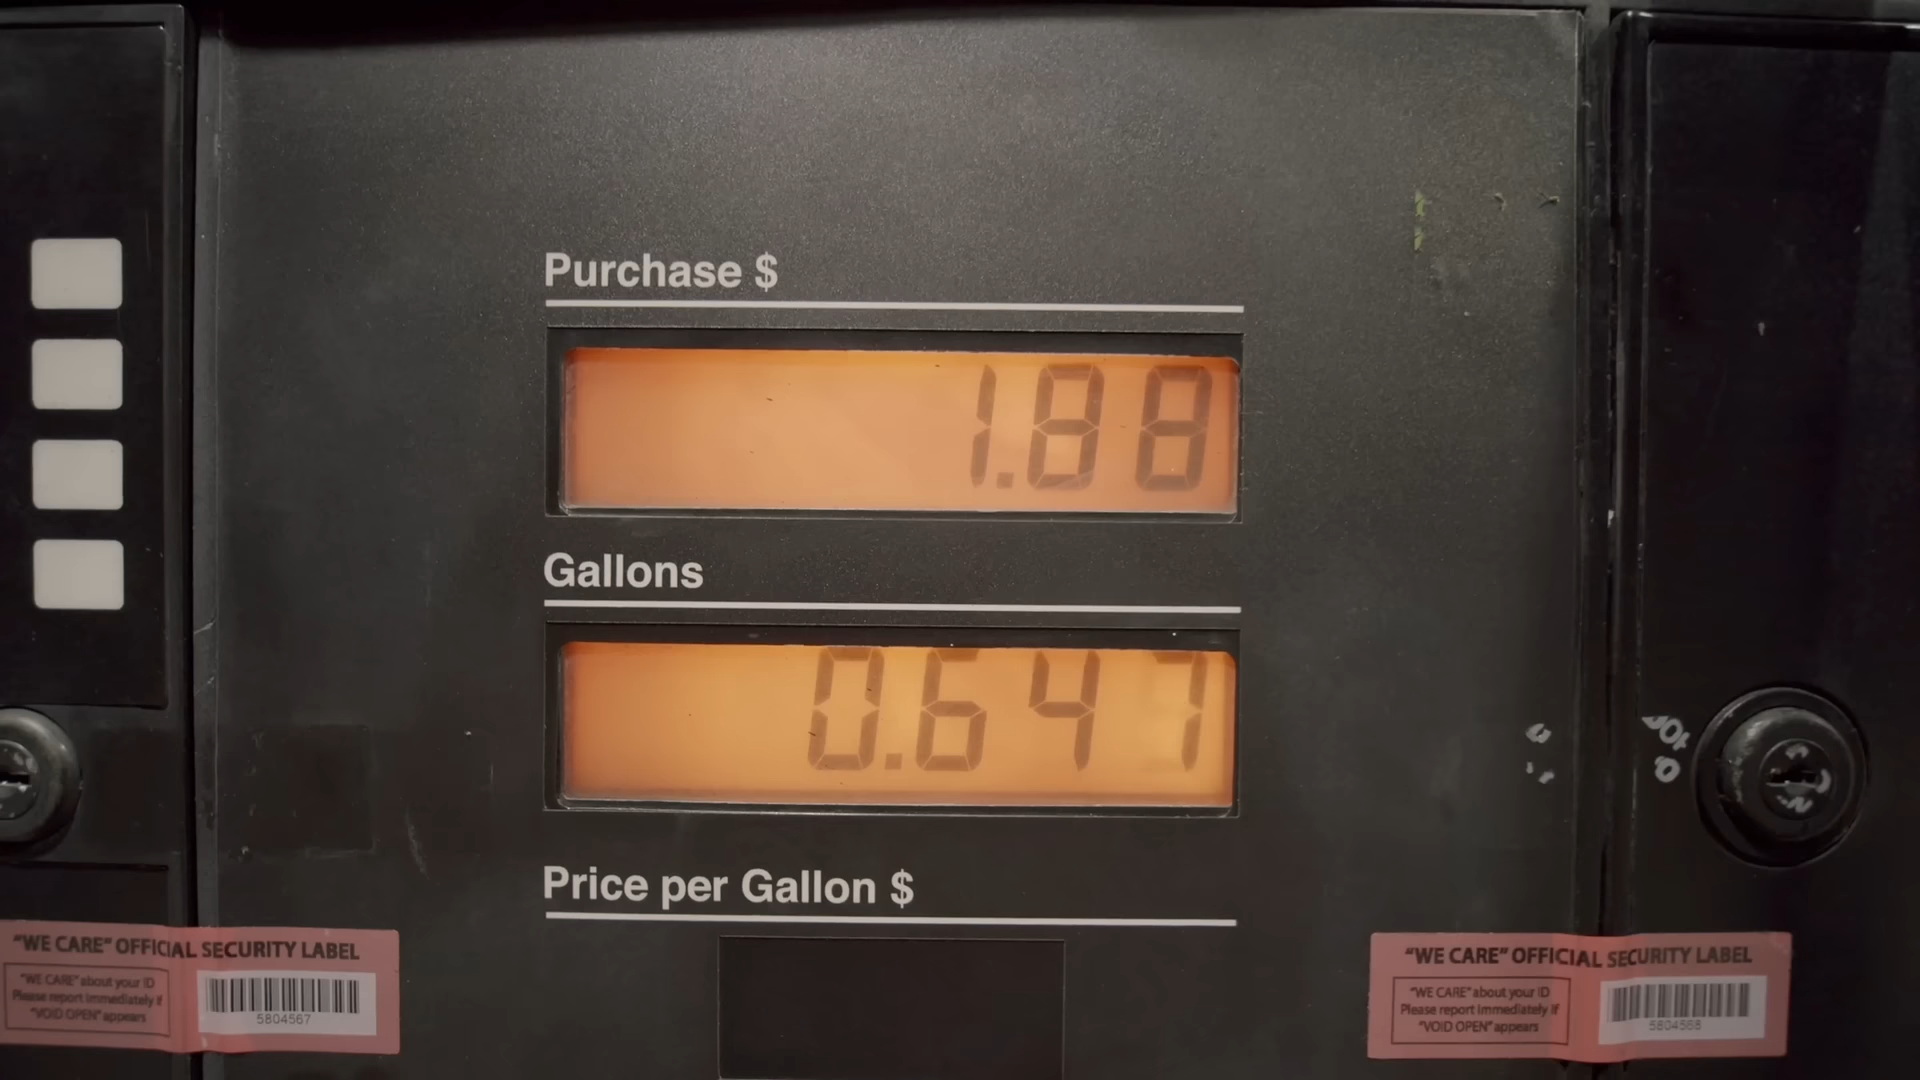 Purchase $
1.88
Gallons
0.647
Price per Gallon $
"WE CARE" OFFICIAL SECURITY LABEL
"WE CARE" about your ID
Please report immediately if
"VOID OPEN" appears
5804567
"WE CARE" OFFICIAL SECURITY LABEL
"WE CARE" about your ID
Please report immediately if
"VOID OPEN" appears
5804568